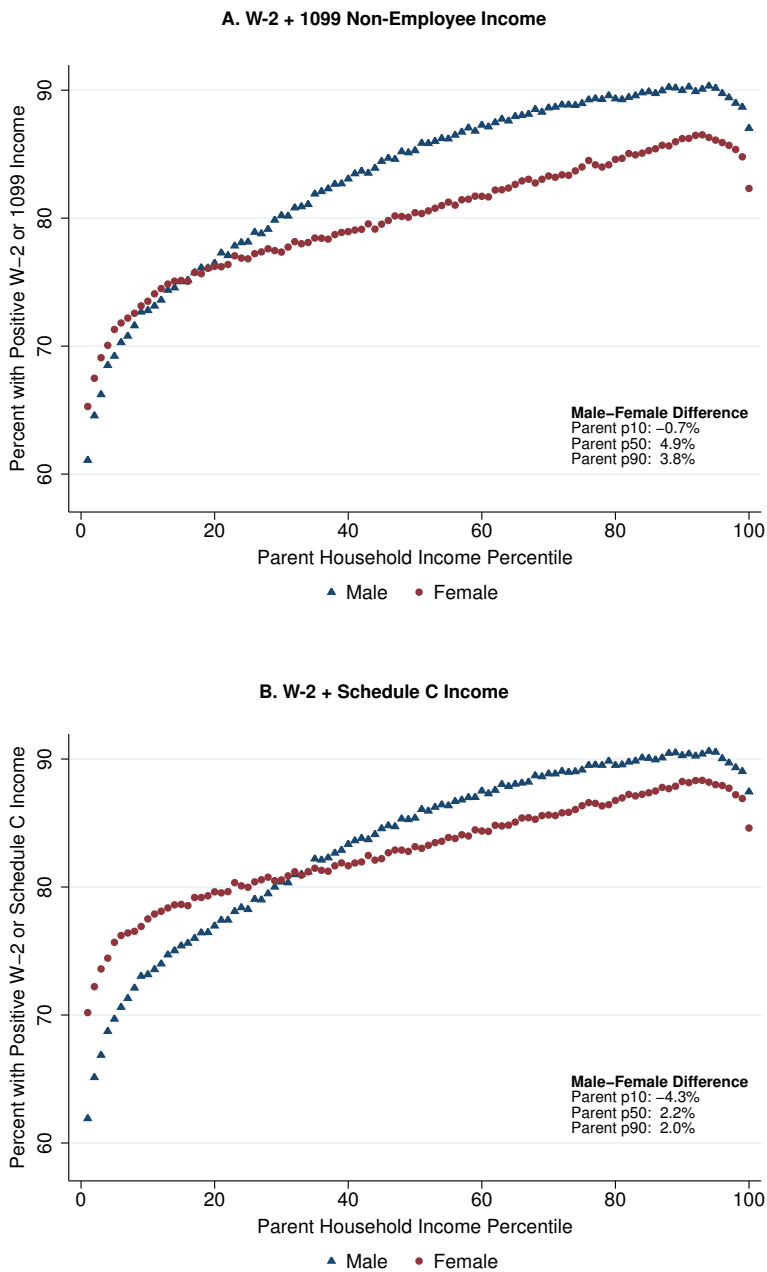 A. W-2 + 1099 Non-Employee Income
Percent with Positive W−2 or 1099 Income
90
80
70
60
Male−Female Difference
Parent p10: −0.7%
Parent p50: 4.9%
Parent p90: 3.8%
0 20 40 60 80 100
Parent Household Income Percentile
Male Female
B. W-2 + Schedule C Income
Percent with Positive W−2 or Schedule C Income
90
80
70
60
Male−Female Difference
Parent p10: −4.3%
Parent p50: 2.2%
Parent p90: 2.0%
0 20 40 60 80 100
Parent Household Income Percentile
Male Female